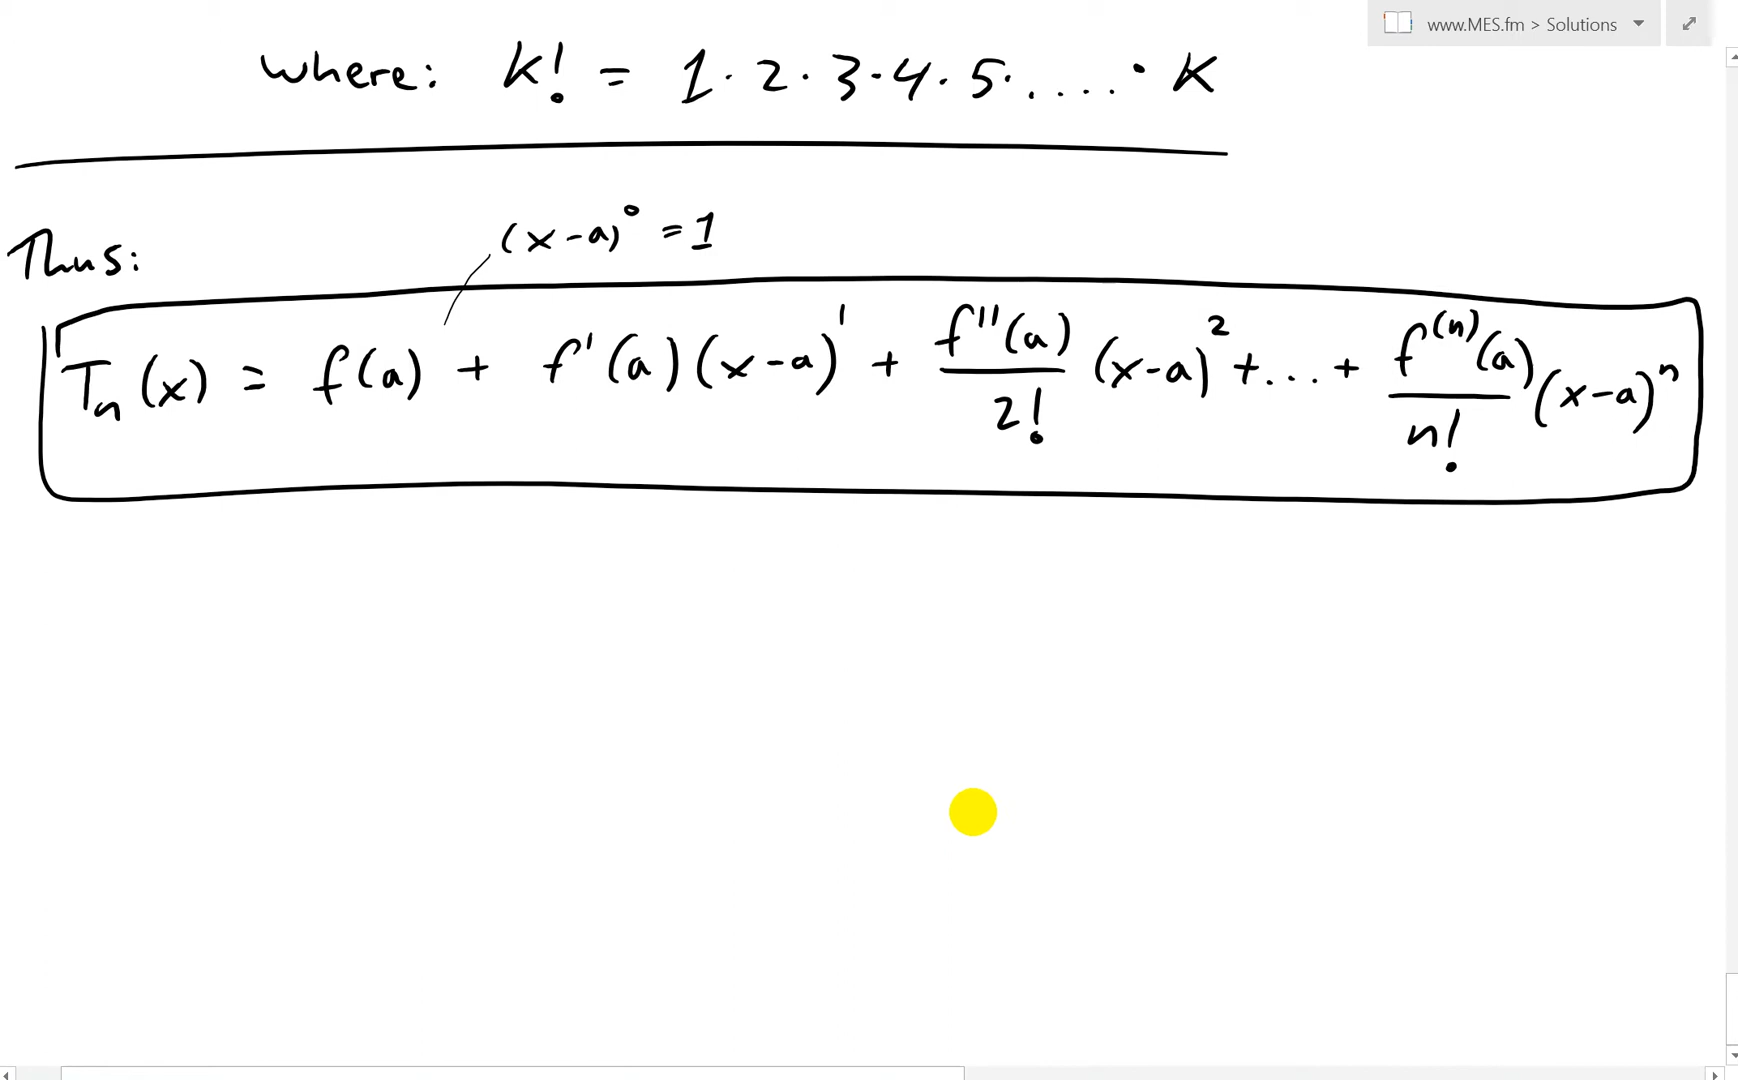 www.MES.fm > Solutions
where: K! = 1·2·3·4·5·....· K
(x-a)⁰ = 1
Thus:
Tₙ(x) = f(a) + f'(a)(x-a)¹ + f''(a)/2! (x-a)² + ... + f⁽ⁿ⁾(a)/n! (x-a)ⁿ